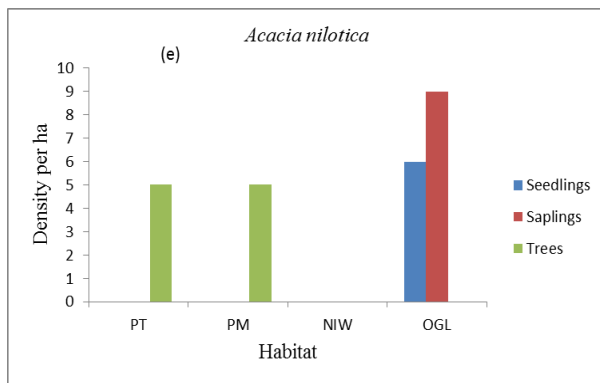 Acacia nilotica
(e)
Density per ha
10
9
8
7
6
5
4
3
2
1
0
PT PM NIW OGL
Habitat
Seedlings
Saplings
Trees